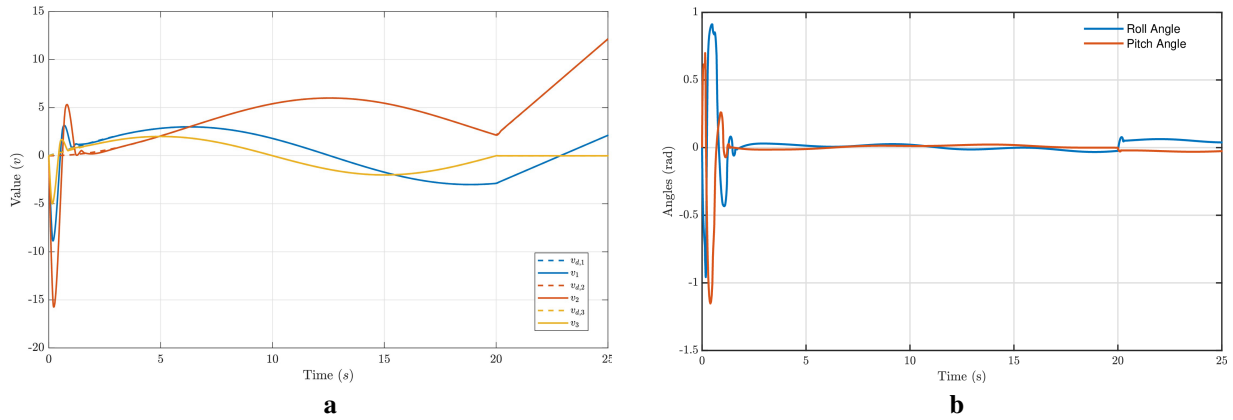 15
10
5
0
-5
-10
-15
-20
Value (v)
0 5 10 15 20 25
Time (s)
v_{d,1}
v_1
v_{d,2}
v_2
v_{d,3}
v_3
a
1
0.5
0
-0.5
-1
-1.5
Angles (rad)
0 5 10 15 20 25
Time (s)
Roll Angle
Pitch Angle
b